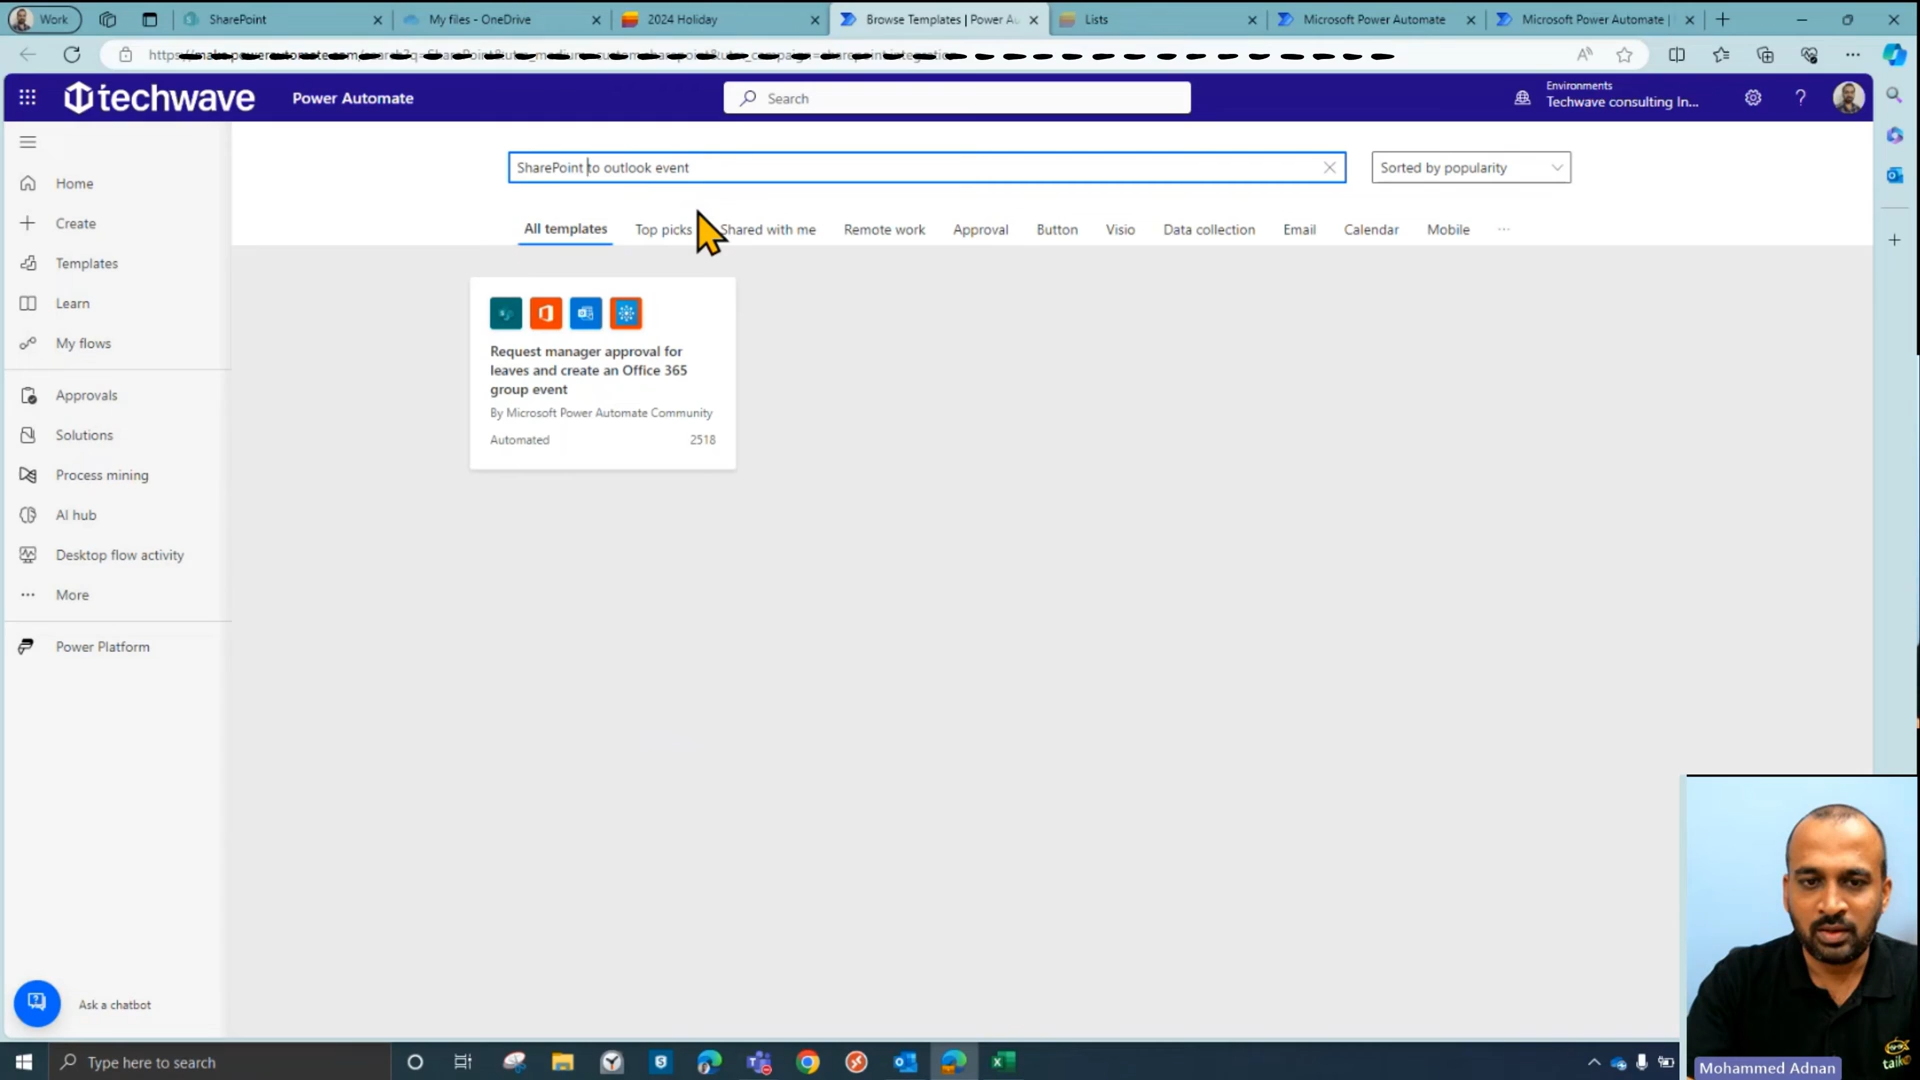 Work
SharePoint
My files - OneDrive
2024 Holiday
Browse Templates | Power Au
Lists
Microsoft Power Automate
Microsoft Power Automate |
techwave
Power Automate
Search
Environments
Techwave consulting In...
SharePoint to outlook event
Sorted by popularity
All templates
Top picks
Shared with me
Remote work
Approval
Button
Visio
Data collection
Email
Calendar
Mobile
Home
Create
Templates
Learn
My flows
Approvals
Solutions
Process mining
AI hub
Desktop flow activity
More
Power Platform
Ask a chatbot
Request manager approval for
leaves and create an Office 365
group event
By Microsoft Power Automate Community
Automated 2518
Type here to search
Mohammed Adnan